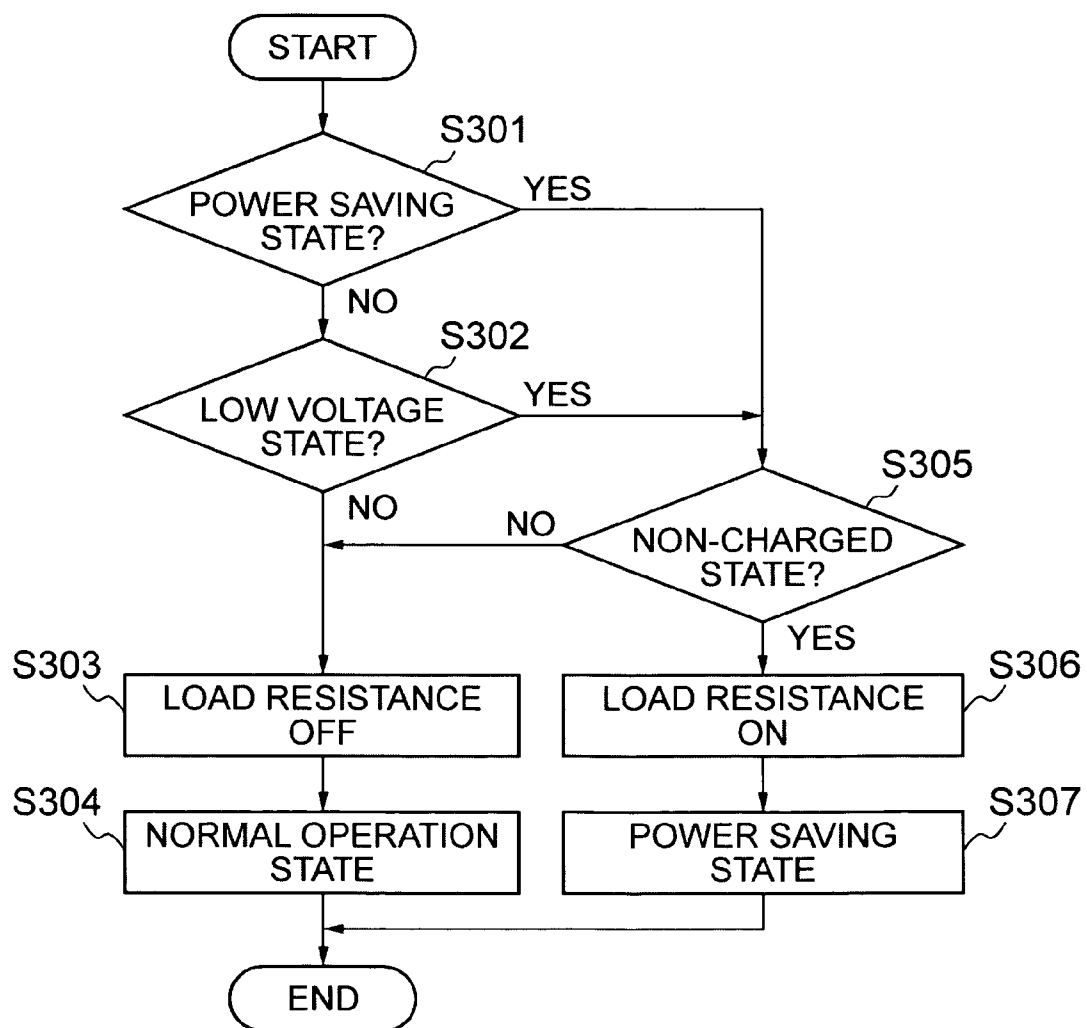 START
S301
POWER SAVING
STATE?
YES
NO
S302
LOW VOLTAGE
STATE?
YES
NO
S305
NON-CHARGED
STATE?
NO
YES
S303
LOAD RESISTANCE
OFF
S306
LOAD RESISTANCE
ON
S304
NORMAL OPERATION
STATE
S307
POWER SAVING
STATE
END